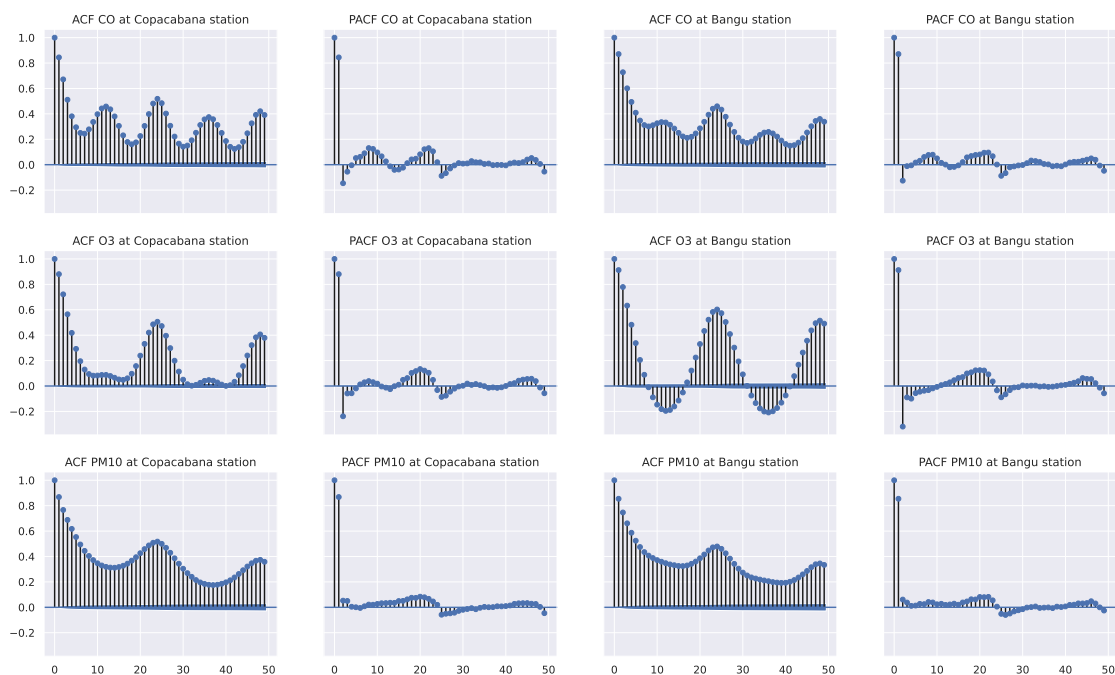 ACF CO at Copacabana station
PACF CO at Copacabana station
ACF CO at Bangu station
PACF CO at Bangu station
1.0
0.8
0.6
0.4
0.2
0.0
−0.2
ACF O3 at Copacabana station
PACF O3 at Copacabana station
ACF O3 at Bangu station
PACF O3 at Bangu station
1.0
0.8
0.6
0.4
0.2
0.0
−0.2
ACF PM10 at Copacabana station
PACF PM10 at Copacabana station
ACF PM10 at Bangu station
PACF PM10 at Bangu station
1.0
0.8
0.6
0.4
0.2
0.0
−0.2
0 10 20 30 40 50
0 10 20 30 40 50
0 10 20 30 40 50
0 10 20 30 40 50